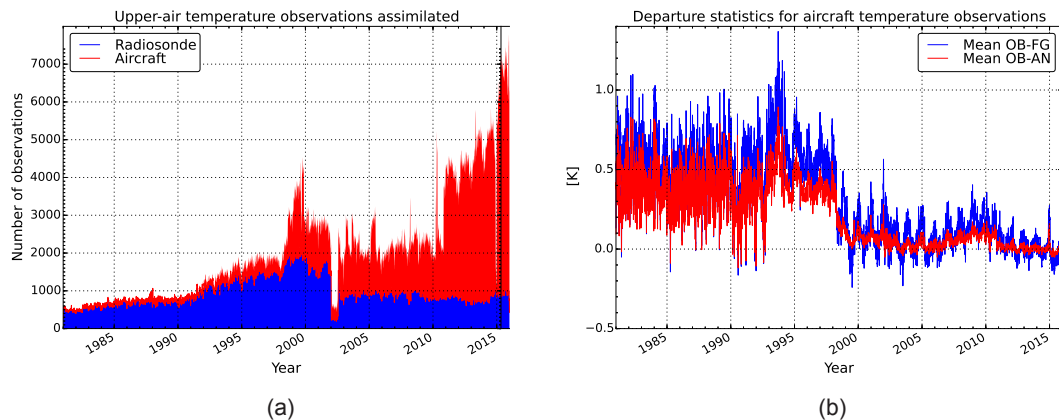 Upper-air temperature observations assimilated
Radiosonde
Aircraft
Number of observations
7000
6000
5000
4000
3000
2000
1000
0
1985
1990
1995
2000
2005
2010
2015
Year
(a)
Departure statistics for aircraft temperature observations
Mean OB-FG
Mean OB-AN
[K]
1.0
0.5
0.0
−0.5
1985
1990
1995
2000
2005
2010
2015
Year
(b)